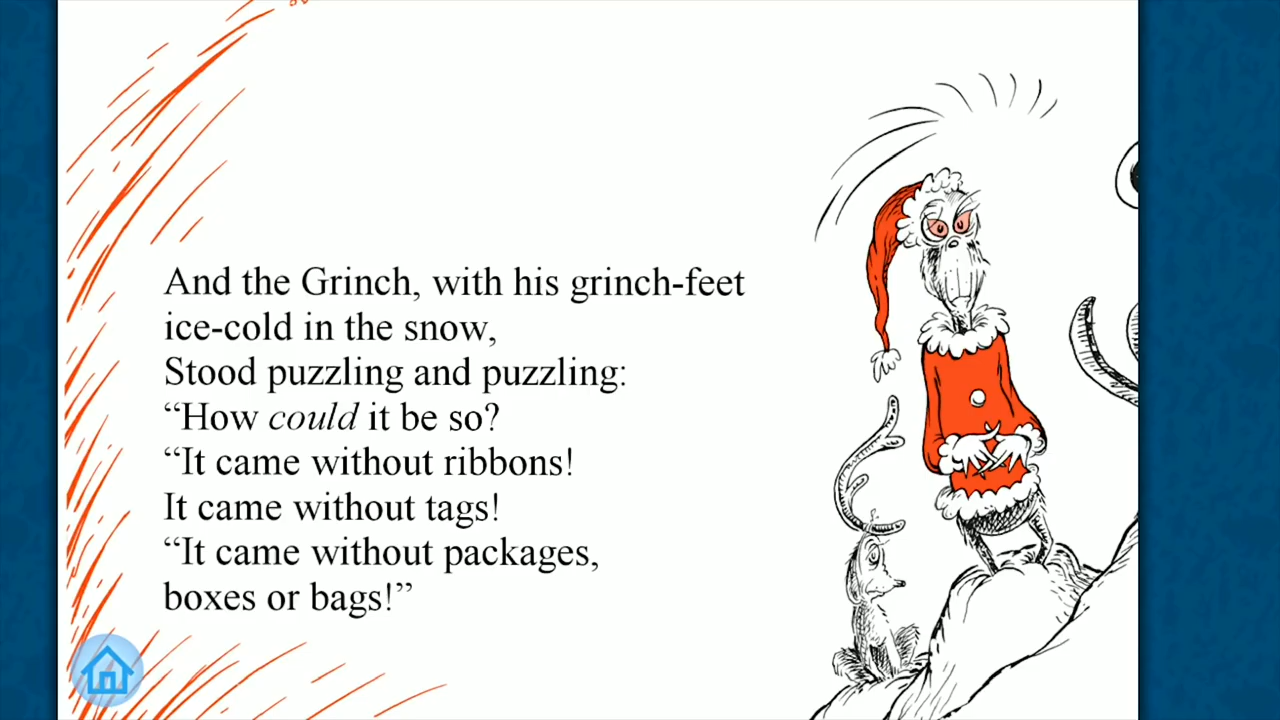 And the Grinch, with his grinch-feet
ice-cold in the snow,
Stood puzzling and puzzling:
“How could it be so?
“It came without ribbons!
It came without tags!
“It came without packages,
boxes or bags!”